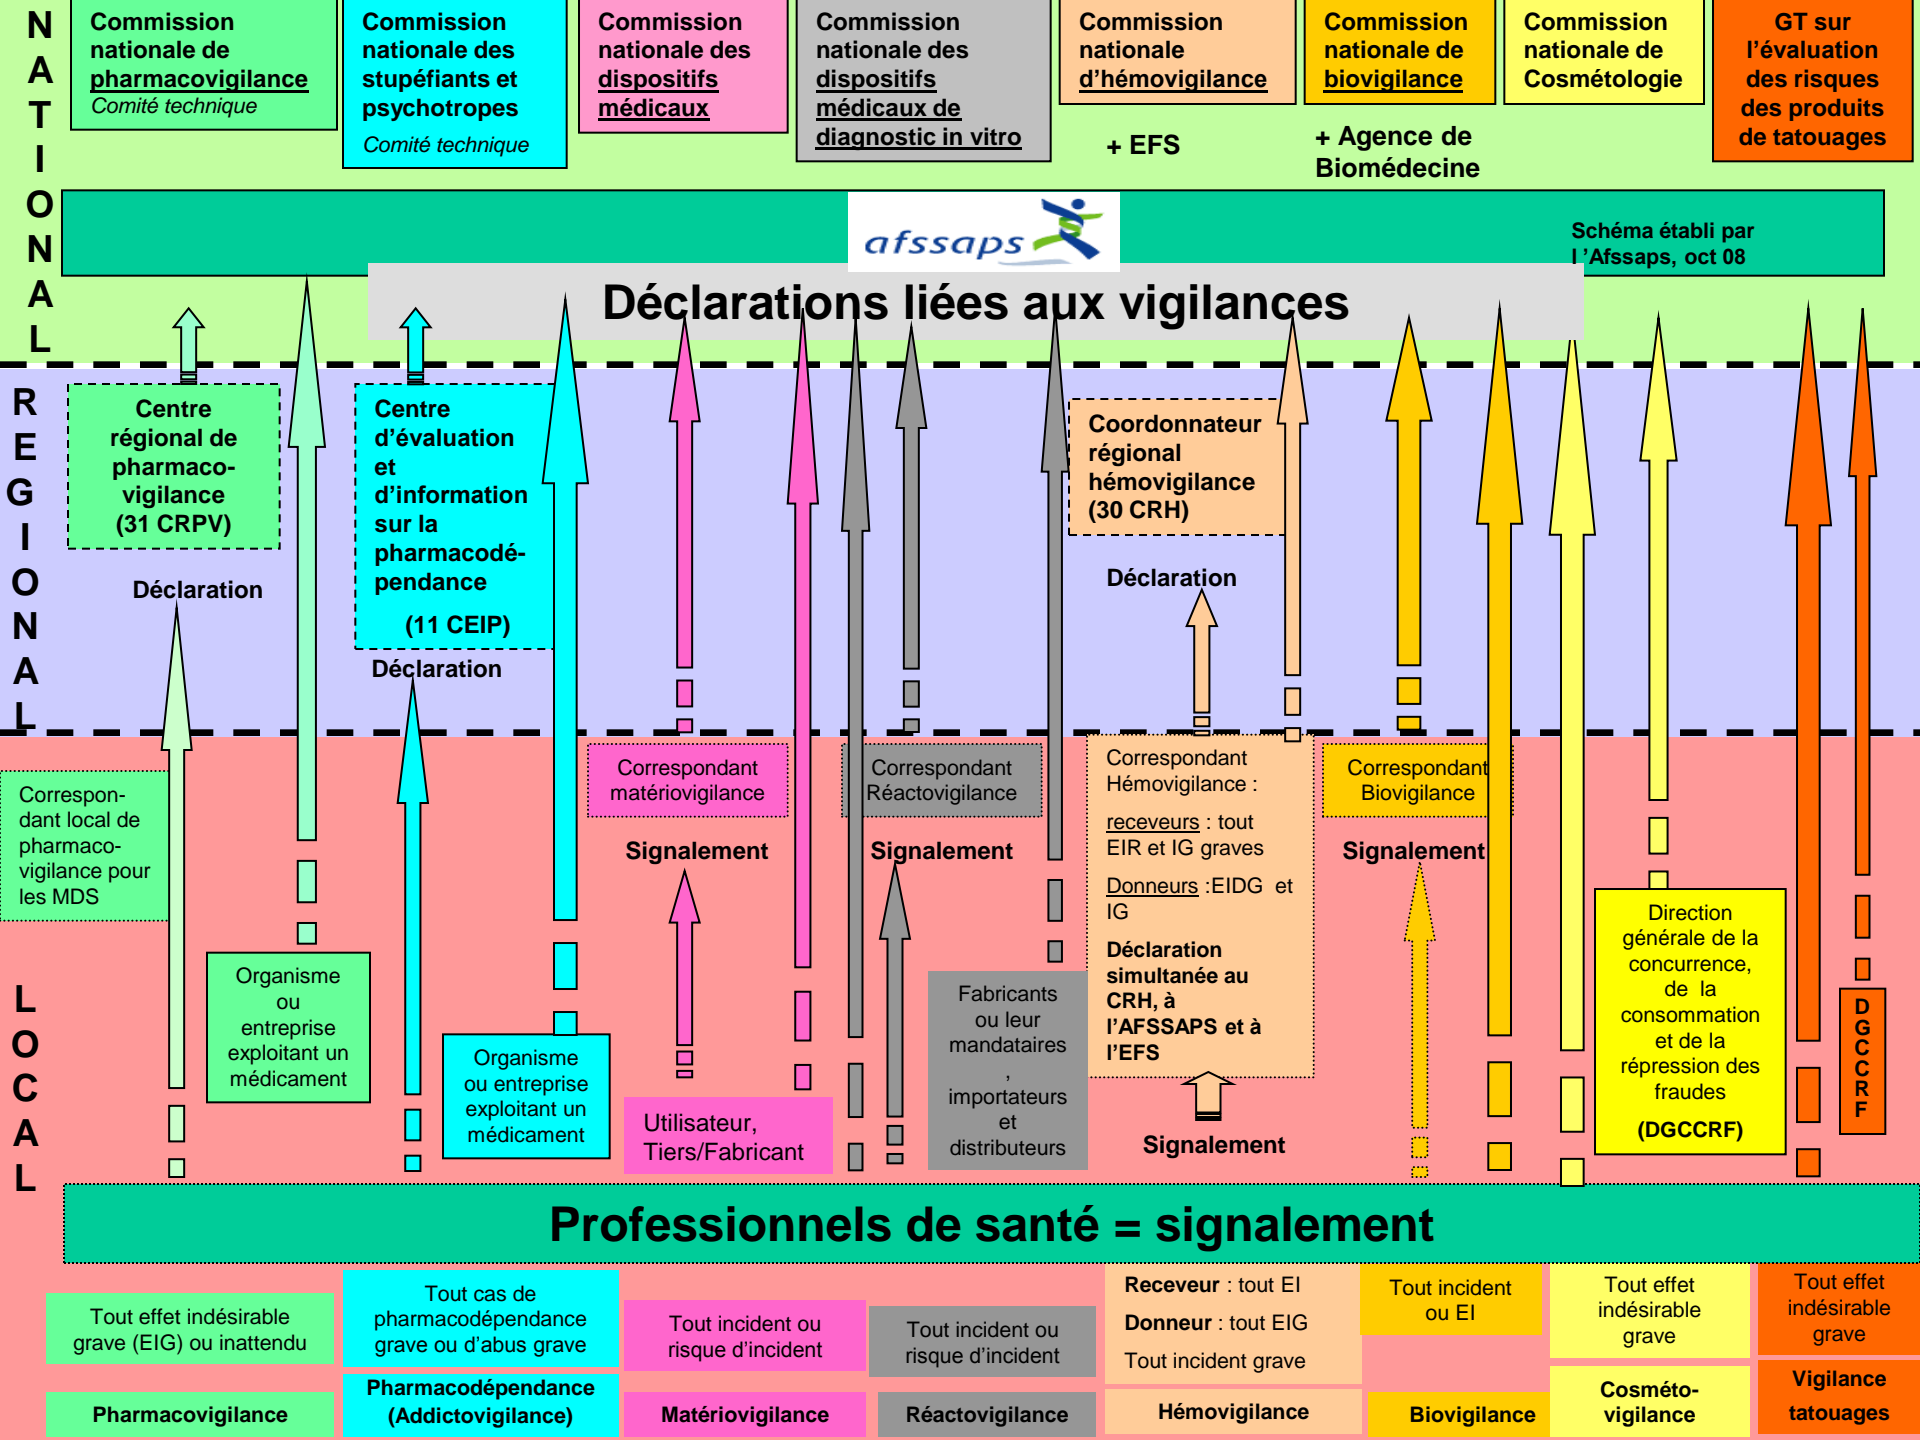 NATIONAL
Commission
nationale de
pharmacovigilance
Comité technique
Commission
nationale des
stupéfiants et
psychotropes
Comité technique
Commission
nationale des
dispositifs
médicaux
Commission
nationale des
dispositifs
médicaux de
diagnostic in vitro
Commission
nationale
d'hémovigilance
+ EFS
Commission
nationale de
biovigilance
+ Agence de
Biomédecine
Commission
nationale de
Cosmétologie
GT sur
l'évaluation
des risques
des produits
de tatouages
afssaps
Schéma établi par
l 'Afssaps, oct 08
Déclarations liées aux vigilances
REGIONAL
Centre
régional de
pharmaco-
vigilance
(31 CRPV)
Déclaration
Centre
d'évaluation
et
d'information
sur la
pharmacodé-
pendance
(11 CEIP)
Déclaration
Coordonnateur
régional
hémovigilance
(30 CRH)
Déclaration
LOCAL
Correspon-
dant local de
pharmaco-
vigilance pour
les MDS
Organisme
ou
entreprise
exploitant un
médicament
Organisme
ou entreprise
exploitant un
médicament
Correspondant
matériovigilance
Signalement
Utilisateur,
Tiers/Fabricant
Correspondant
Réactovigilance
Signalement
Fabricants
ou leur
mandataires
,
importateurs
et
distributeurs
Correspondant
Hémovigilance :
receveurs : tout
EIR et IG graves
Donneurs :EIDG et
IG
Déclaration
simultanée au
CRH, à
l'AFSSAPS et à
l'EFS
Signalement
Correspondant
Biovigilance
Signalement
Direction
générale de la
concurrence,
de la
consommation
et de la
répression des
fraudes
(DGCCRF)
DGCCRF
Professionnels de santé = signalement
Tout effet indésirable
grave (EIG) ou inattendu
Pharmacovigilance
Tout cas de
pharmacodépendance
grave ou d'abus grave
Pharmacodépendance
(Addictovigilance)
Tout incident ou
risque d'incident
Matériovigilance
Tout incident ou
risque d'incident
Réactovigilance
Receveur : tout EI
Donneur : tout EIG
Tout incident grave
Hémovigilance
Tout incident
ou EI
Biovigilance
Tout effet
indésirable
grave
Cosméto-
vigilance
Tout effet
indésirable
grave
Vigilance
tatouages